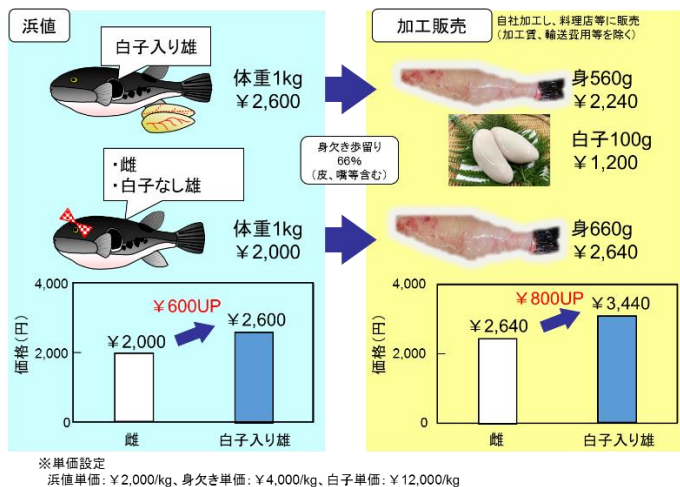 浜値
白子入り雄
体重1kg
￥2,600
・雌
・白子なし雄
体重1kg
￥2,000
身欠き歩留り
66%
（皮、嘴等含む）
加工販売
自社加工し、料理店等に販売
（加工賃、輸送費用等を除く）
身560g
￥2,240
白子100g
￥1,200
身660g
￥2,640
価格（円）
4,000
2,000
0
￥600UP
￥2,000
￥2,600
雌
白子入り雄
価格（円）
4,000
2,000
0
￥800UP
￥2,640
￥3,440
雌
白子入り雄
※単価設定
浜値単価：￥2,000/kg、身欠き単価：￥4,000/kg、白子単価：￥12,000/kg